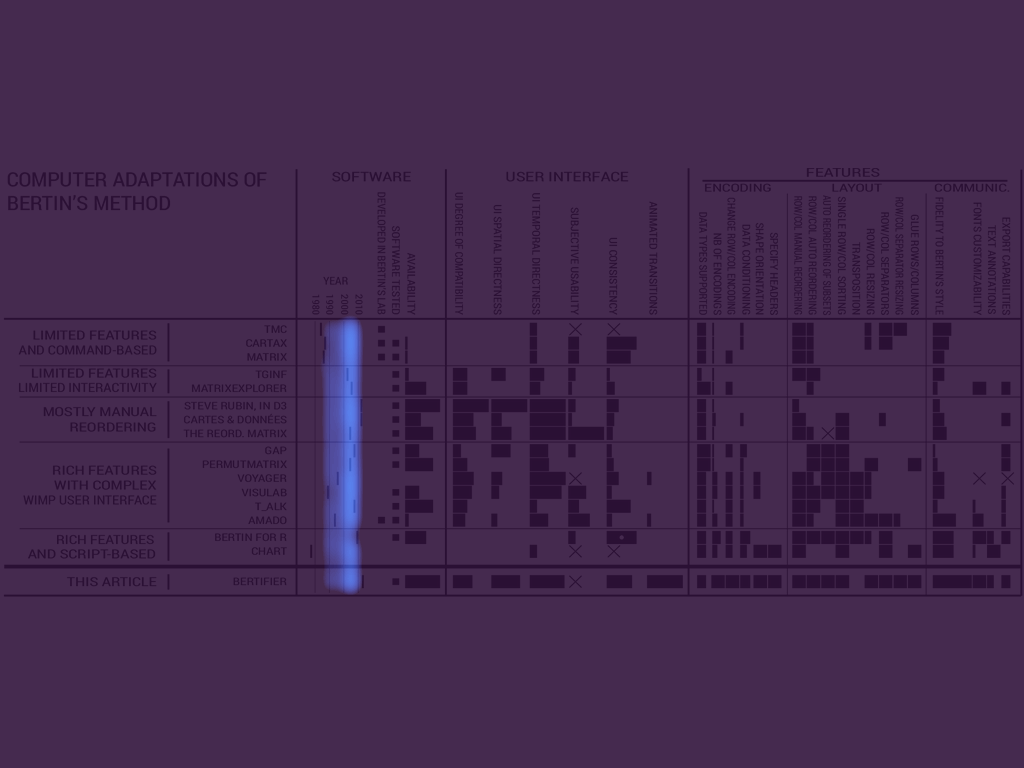 COMPUTER ADAPTATIONS OF
BERTIN'S METHOD
SOFTWARE
USER INTERFACE
FEATURES
ENCODING
LAYOUT
COMMUNIC.
YEAR
1980
1990
2000
2010
DEVELOPED IN BERTIN'S LAB
SOFTWARE TESTED
AVAILABILITY
UI DEGREE OF COMPATIBILITY
UI SPATIAL DIRECTNESS
UI TEMPORAL DIRECTNESS
SUBJECTIVE USABILITY
UI CONSISTENCY
ANIMATED TRANSITIONS
DATA TYPES SUPPORTED
NB OF ENCODINGS
CHANGE ROW/COL ENCODING
DATA CONDITIONING
SHAPE ORIENTATION
SPECIFY HEADERS
ROW/COL MANUAL REORDERING
ROW/COL AUTO REORDERING
AUTO REORDERING OF SUBSETS
SINGLE ROW/COL SORTING
TRANSPOSITION
ROW/COL RESIZING
ROW/COL SEPARATORS
ROW/COL SEPARATOR RESIZING
GLUE ROWS/COLUMNS
FIDELITY TO BERTIN'S STYLE
FONTS CUSTOMIZABILITY
TEXT ANNOTATIONS
EXPORT CAPABILITIES
LIMITED FEATURES
AND COMMAND-BASED
TMC
CARTAX
MATRIX
LIMITED FEATURES
LIMITED INTERACTIVITY
TGINF
MATRIXEXPLORER
MOSTLY MANUAL
REORDERING
STEVE RUBIN, IN D3
CARTES & DONNÉES
THE REORD. MATRIX
RICH FEATURES
WITH COMPLEX
WIMP USER INTERFACE
GAP
PERMUTMATRIX
VOYAGER
VISULAB
T_ALK
AMADO
RICH FEATURES
AND SCRIPT-BASED
BERTIN FOR R
CHART
THIS ARTICLE
BERTIFIER